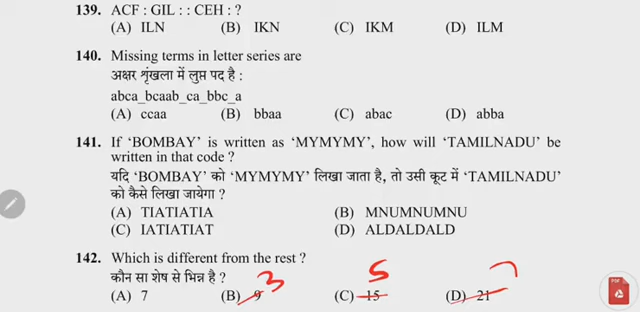 139. ACF : GIL : : CEH : ?
(A) ILN (B) IKN (C) IKM (D) ILM
140. Missing terms in letter series are
अक्षर शृंखला में लुप्त पद है :
abca_bcaab_ca_bbc_a
(A) ccaa (B) bbaa (C) abac (D) abba
141. If ‘BOMBAY’ is written as ‘MYMYMY’, how will ‘TAMILNADU’ be
written in that code ?
यदि ‘BOMBAY’ को ‘MYMYMY’ लिखा जाता है, तो उसी कूट में ‘TAMILNADU’
को कैसे लिखा जायेगा ?
(A) TIATIATIA (B) MNUMNUMNU
(C) IATIATIAT (D) ALDALDALD
142. Which is different from the rest ?
कौन सा शेष से भिन्न है ?
3 5 7
(A) 7 (B) 9 (C) 15 (D) 21
PDF